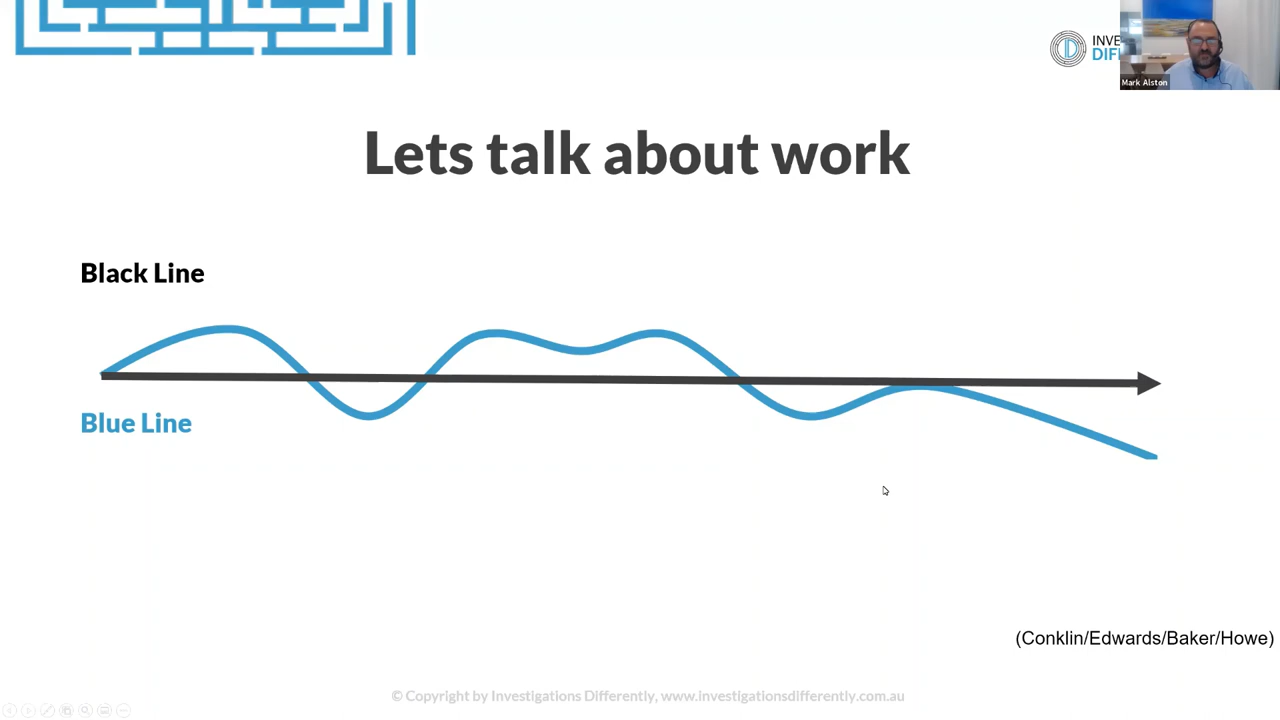 INVE
DIF
Mark Alston
Lets talk about work
Black Line
Blue Line
(Conklin/Edwards/Baker/Howe)
© Copyright by Investigations Differently, www.investigationsdifferently.com.au